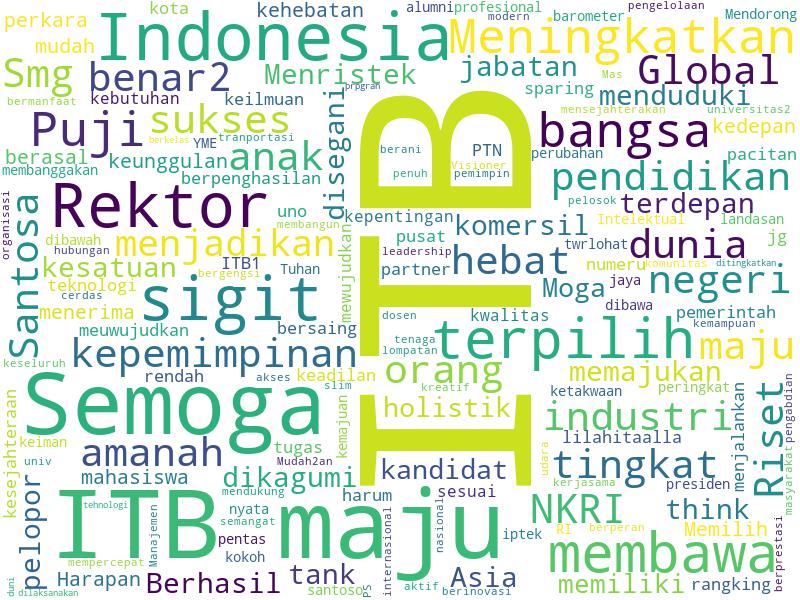 perkara
kota
kehebatan
alumni
profesional
modern
barometer
pengelolaan
Mendorong
mudah
Indonesia
Meningkatkan
Smg
benar2
Menristek
jabatan
Global
bermanfaat
kebutuhan
keilmuan
prpgrah
sparing
Mas
menduduki
mensejahterakan
universitas2
Puji
sukses
YME
tranportasi
berkelas
disegani
ITB
berani
PTN
Visioner
penuh
pemimpin
bangsa
kedepan
perubahan
pacitan
berasal
membanggakan
keunggulan
anak
berpenghasilan
pendidikan
organisasi
Santosa
Rektor
uno
membangun
kepentingan
komersil
pelosok
terdepan
Intelektual
landasan
dibawah
hubungan
menjadikan
mewujudkan
pusat
leadership
partner
hebat
twrlohat
dunia
jg
kesatuan
ITB1
bergengsi
Tuhan
numeru
komunitas
ditingkatkan
teknologi
cerdas
menerima
sigit
Moga
jaya
negeri
meuwujudkan
bersaing
dosen
kwalitas
dibawa
pemerintah
kemampuan
keseluruh
kepemimpinan
tenaga
lompatan
terpilih
maju
rendah
akses
keadilan
slim
orang
kreatif
ketakwaan
memajukan
peringkat
Semoga
kemajuan
holistik
industri
menjalankan
Riset
pengabdian
kesejahteraan
keiman
univ
amanah
tugas
Mudah2an
lilahitaalla
udara
tingkat
masyarakat
pelopor
mahasiswa
dikagumi
kandidat
kerjasama
presiden
mendukung
harum
sesuai
tehnologi
ITB
Manajemen
nyata
semangat
maju
internasional
nasional
iptek
NKRI
RI
berperan
think
Memilih
berprestasi
pentas
kokoh
membawa
mempercepat
duni
dilaksanakan
Harapan
Berhasil
tank
santoso
PS
aktif
Asia
berinovasi
memiliki
rangking